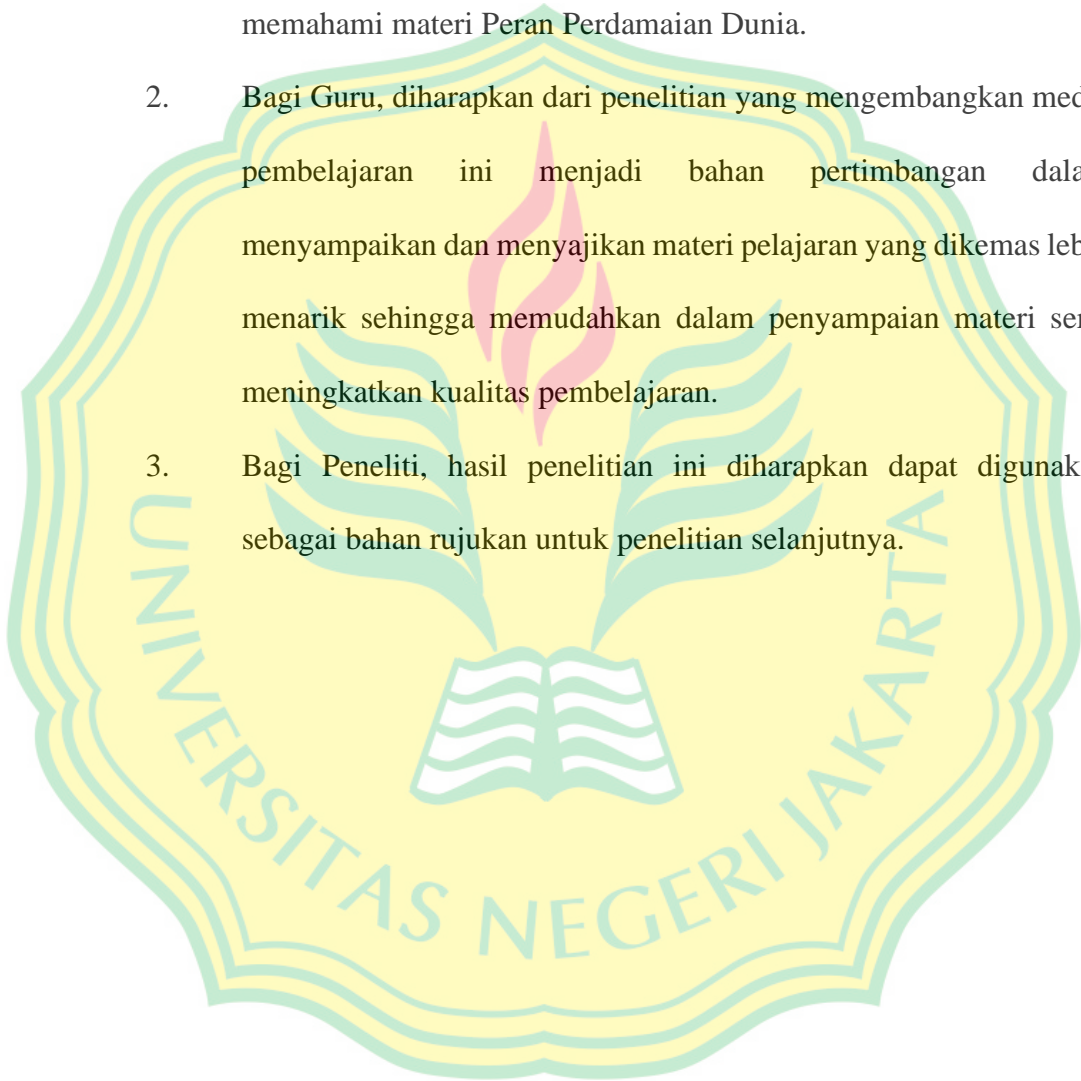 memahami materi Peran Perdamaian Dunia.
2. Bagi Guru, diharapkan dari penelitian yang mengembangkan med
pembelajaran ini menjadi bahan pertimbangan dala
menyampaikan dan menyajikan materi pelajaran yang dikemas leb
menarik sehingga memudahkan dalam penyampaian materi ser
meningkatkan kualitas pembelajaran.
3. Bagi Peneliti, hasil penelitian ini diharapkan dapat digunak
sebagai bahan rujukan untuk penelitian selanjutnya.
UNIVERSITAS NEGERI JAKARTA